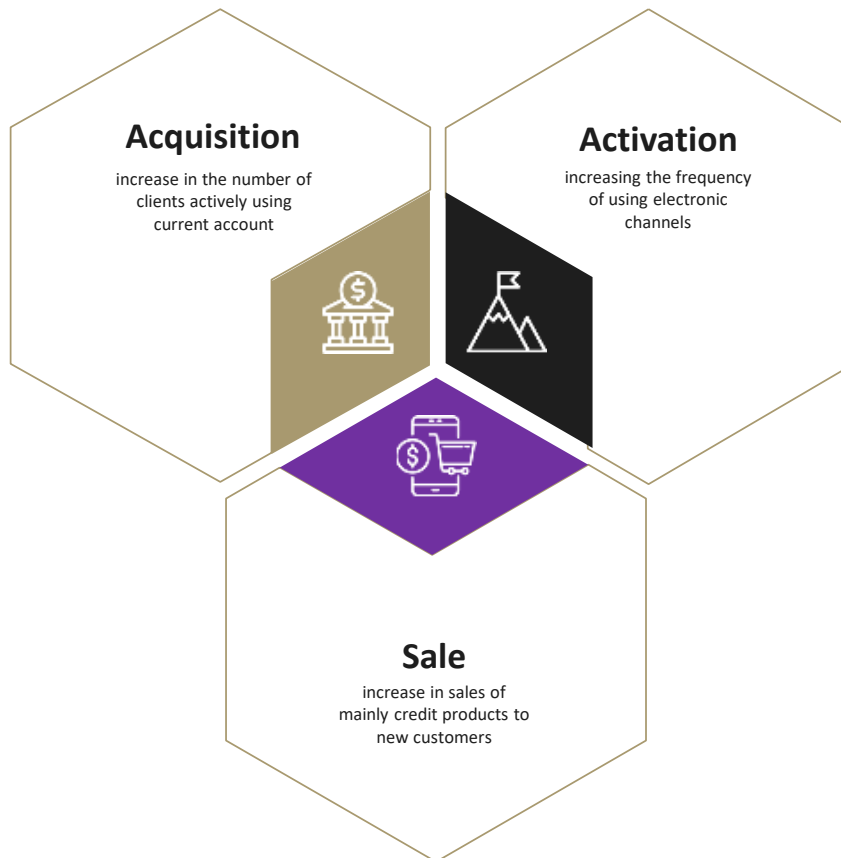 Acquisition
increase in the number of
clients actively using
current account
Activation
increasing the frequency
of using electronic
channels
$
$
Sale
increase in sales of
mainly credit products to
new customers